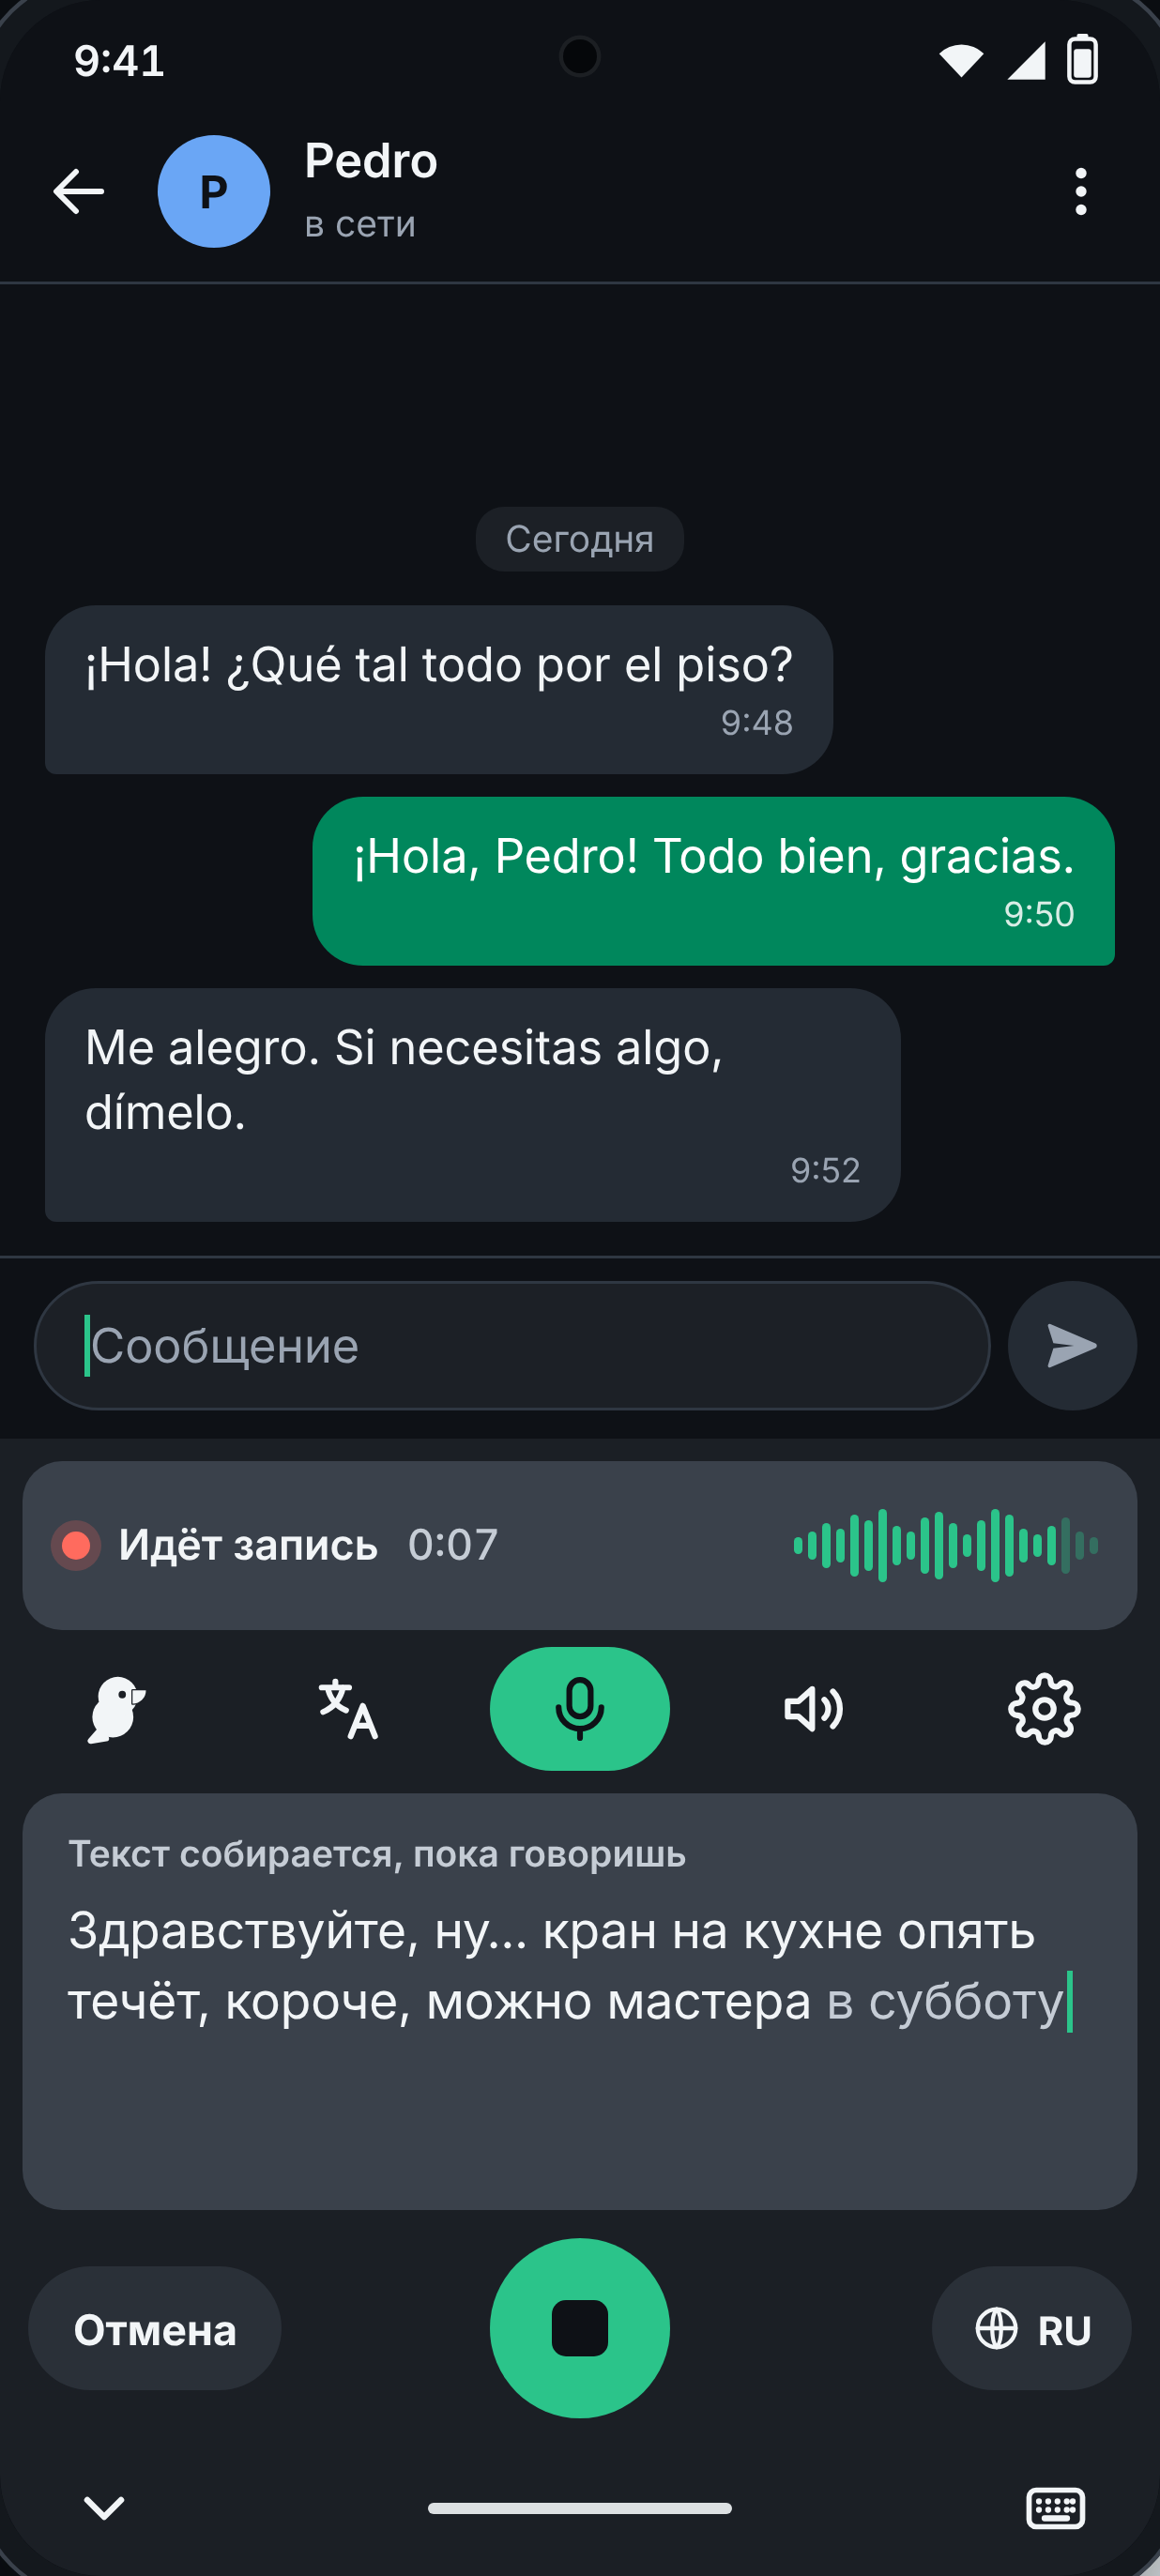 9:41
P
Pedro
в сети
Сегодня
¡Hola! ¿Qué tal todo por el piso?
9:48
¡Hola, Pedro! Todo bien, gracias.
9:50
Me alegro. Si necesitas algo,
dímelo.
9:52
Сообщение
Идёт запись 0:07
Текст собирается, пока говоришь
Здравствуйте, ну... кран на кухне опять
течёт, короче, можно мастера в субботу
Отмена
RU